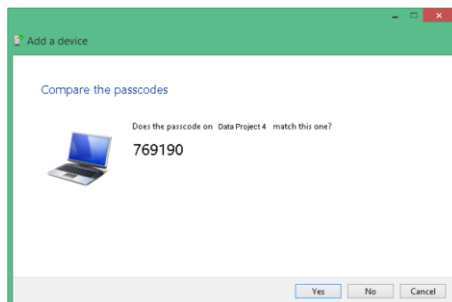 Add a device
Compare the passcodes
Does the passcode on Data Project 4 match this one?
769190
Yes No Cancel